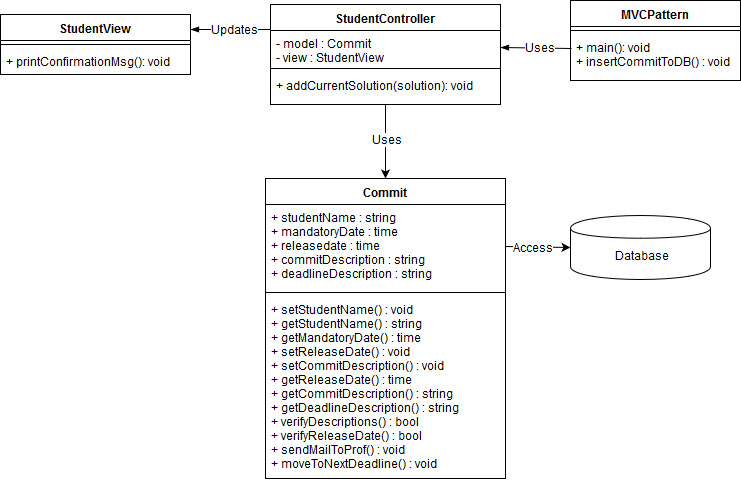 StudentView
+ printConfirmationMsg(): void
Updates
StudentController
- model : Commit
- view : StudentView
+ addCurrentSolution(solution): void
Uses
MVCPattern
+ main(): void
+ insertCommitToDB() : void
Uses
Commit
+ studentName : string
+ mandatoryDate : time
+ releasedate : time
+ commitDescription : string
+ deadlineDescription : string
+ setStudentName() : void
+ getStudentName() : string
+ getMandatoryDate() : time
+ setReleaseDate() : void
+ setCommitDescription() : void
+ getReleaseDate() : time
+ getCommitDescription() : string
+ getDeadlineDescription() : string
+ verifyDescriptions() : bool
+ verifyReleaseDate() : bool
+ sendMailToProf() : void
+ moveToNextDeadline() : void
Access
Database